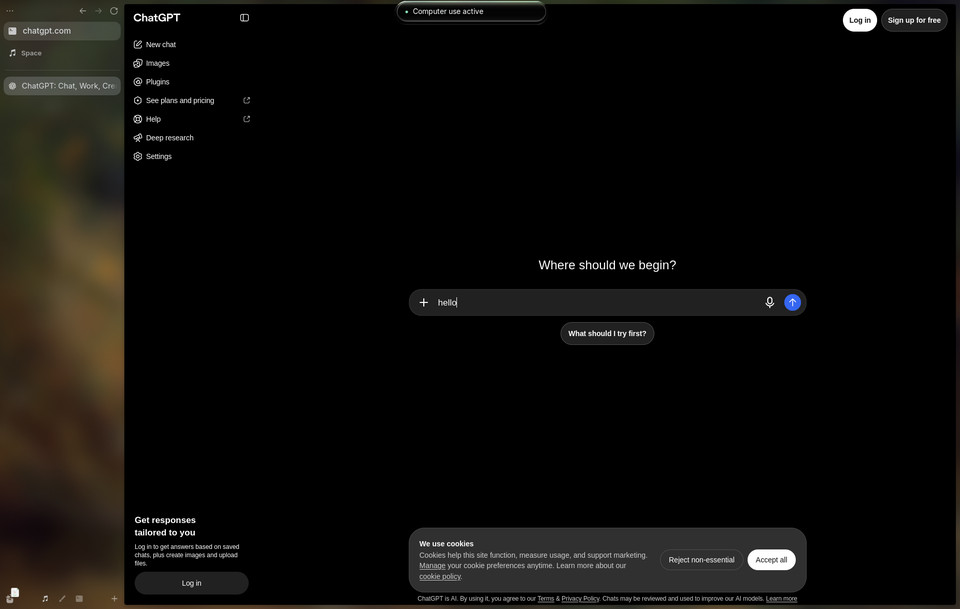 chatgpt.com
Space
ChatGPT: Chat, Work, Cre
ChatGPT
New chat
Images
Plugins
See plans and pricing
Help
Deep research
Settings
Get responses
tailored to you
Log in to get answers based on saved
chats, plus create images and upload
files.
Log in
Computer use active
Log in
Sign up for free
Where should we begin?
hello
What should I try first?
We use cookies
Cookies help this site function, measure usage, and support marketing.
Manage your cookie preferences anytime. Learn more about our
cookie policy.
Reject non-essential
Accept all
ChatGPT is AI. By using it, you agree to our Terms & Privacy Policy. Chats may be reviewed and used to improve our AI models. Learn more